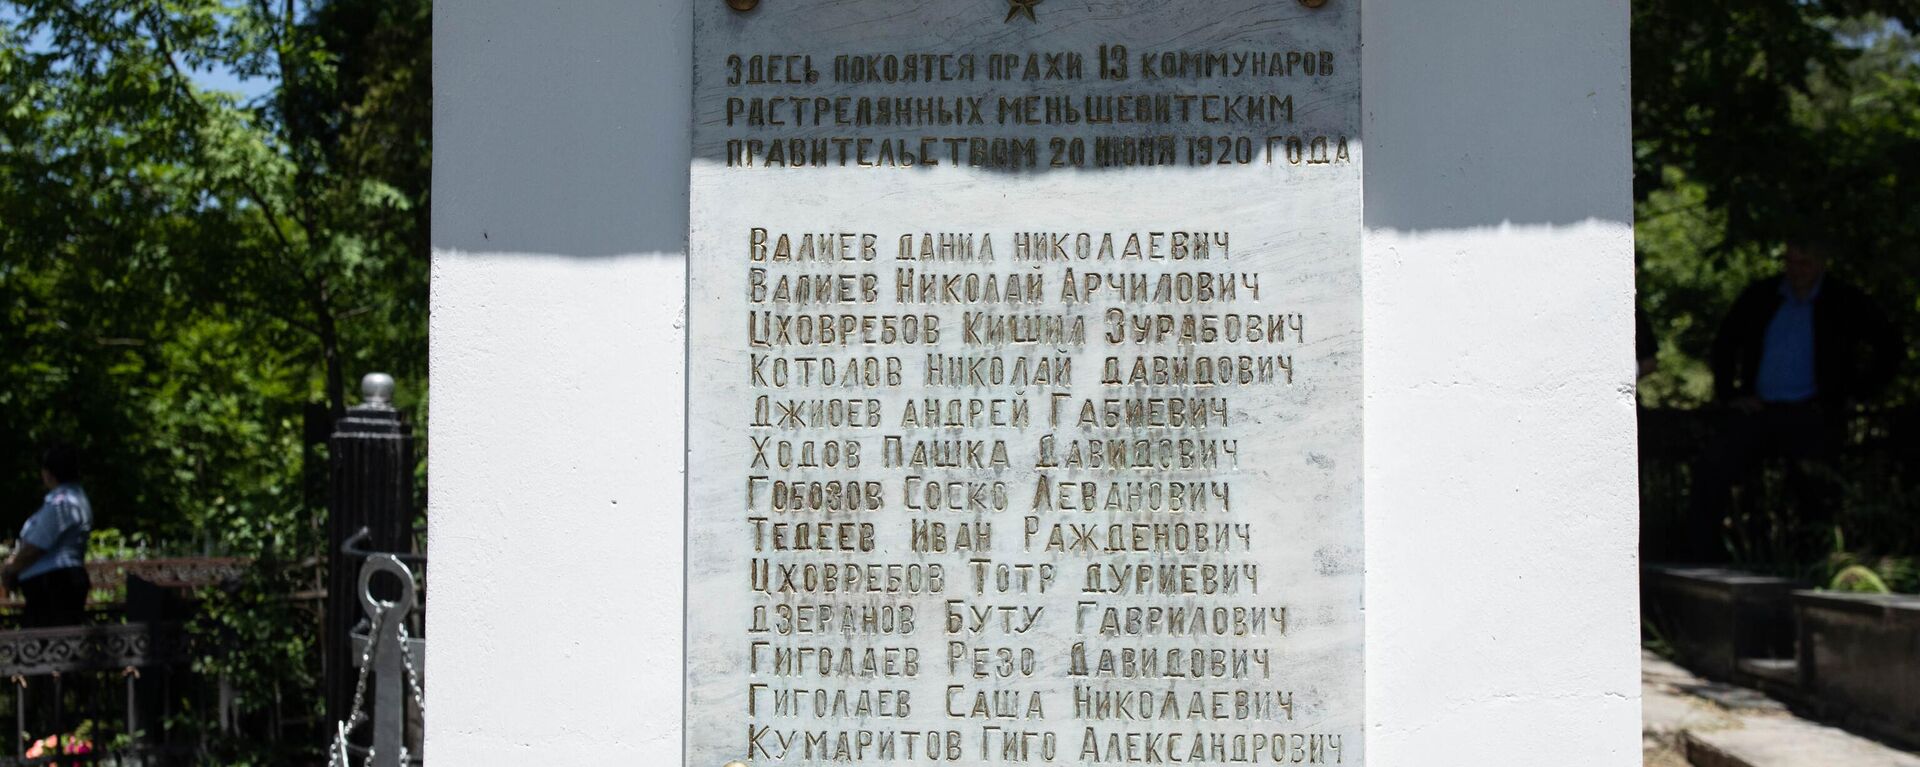 ЗДЕСЬ ПОКОЯТСЯ ПРАХИ 13 КОММУНАРОВ
РАСТРЕЛЯННЫХ МЕНЬШЕВИТСКИМ
ПРАВИТЕЛЬСТВОМ 20 ИЮНЯ 1920 ГОДА
ВАЛИЕВ ДАНИЛ НИКОЛАЕВИЧ
ВАЛИЕВ НИКОЛАЙ АРЧИЛОВИЧ
ЦХОВРЕБОВ КИШИЛ ЗУРАБОВИЧ
КОТОЛОВ НИКОЛАЙ ДАВИДОВИЧ
ДЖИОЕВ АНДРЕЙ ГАБИЕВИЧ
ХОДОВ ПАШКА ДАВИДОВИЧ
ГОБОЗОВ СОСКО ЛЕВАНОВИЧ
ТЕДЕЕВ ИВАН РАЖДЕНОВИЧ
ЦХОВРЕБОВ ТОТР ДУРИЕВИЧ
ДЗЕРАНОВ БУТУ ГАВРИЛОВИЧ
ГИГОЛАЕВ РЕЗО ДАВИДОВИЧ
ГИГОЛАЕВ САША НИКОЛАЕВИЧ
КУМАРИТОВ ГИГО АЛЕКСАНДРОВИЧ